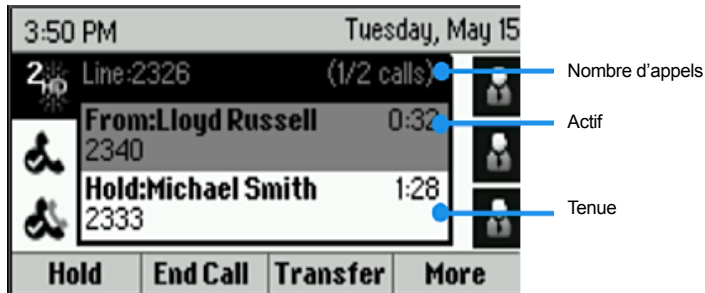 3:50 PM Tuesday, May 15
2HD Line:2326 (1/2 calls) Nombre d'appels
From:Lloyd Russell 0:32 Actif
2340
Hold:Michael Smith 1:28
2333 Tenue
Hold End Call Transfer More